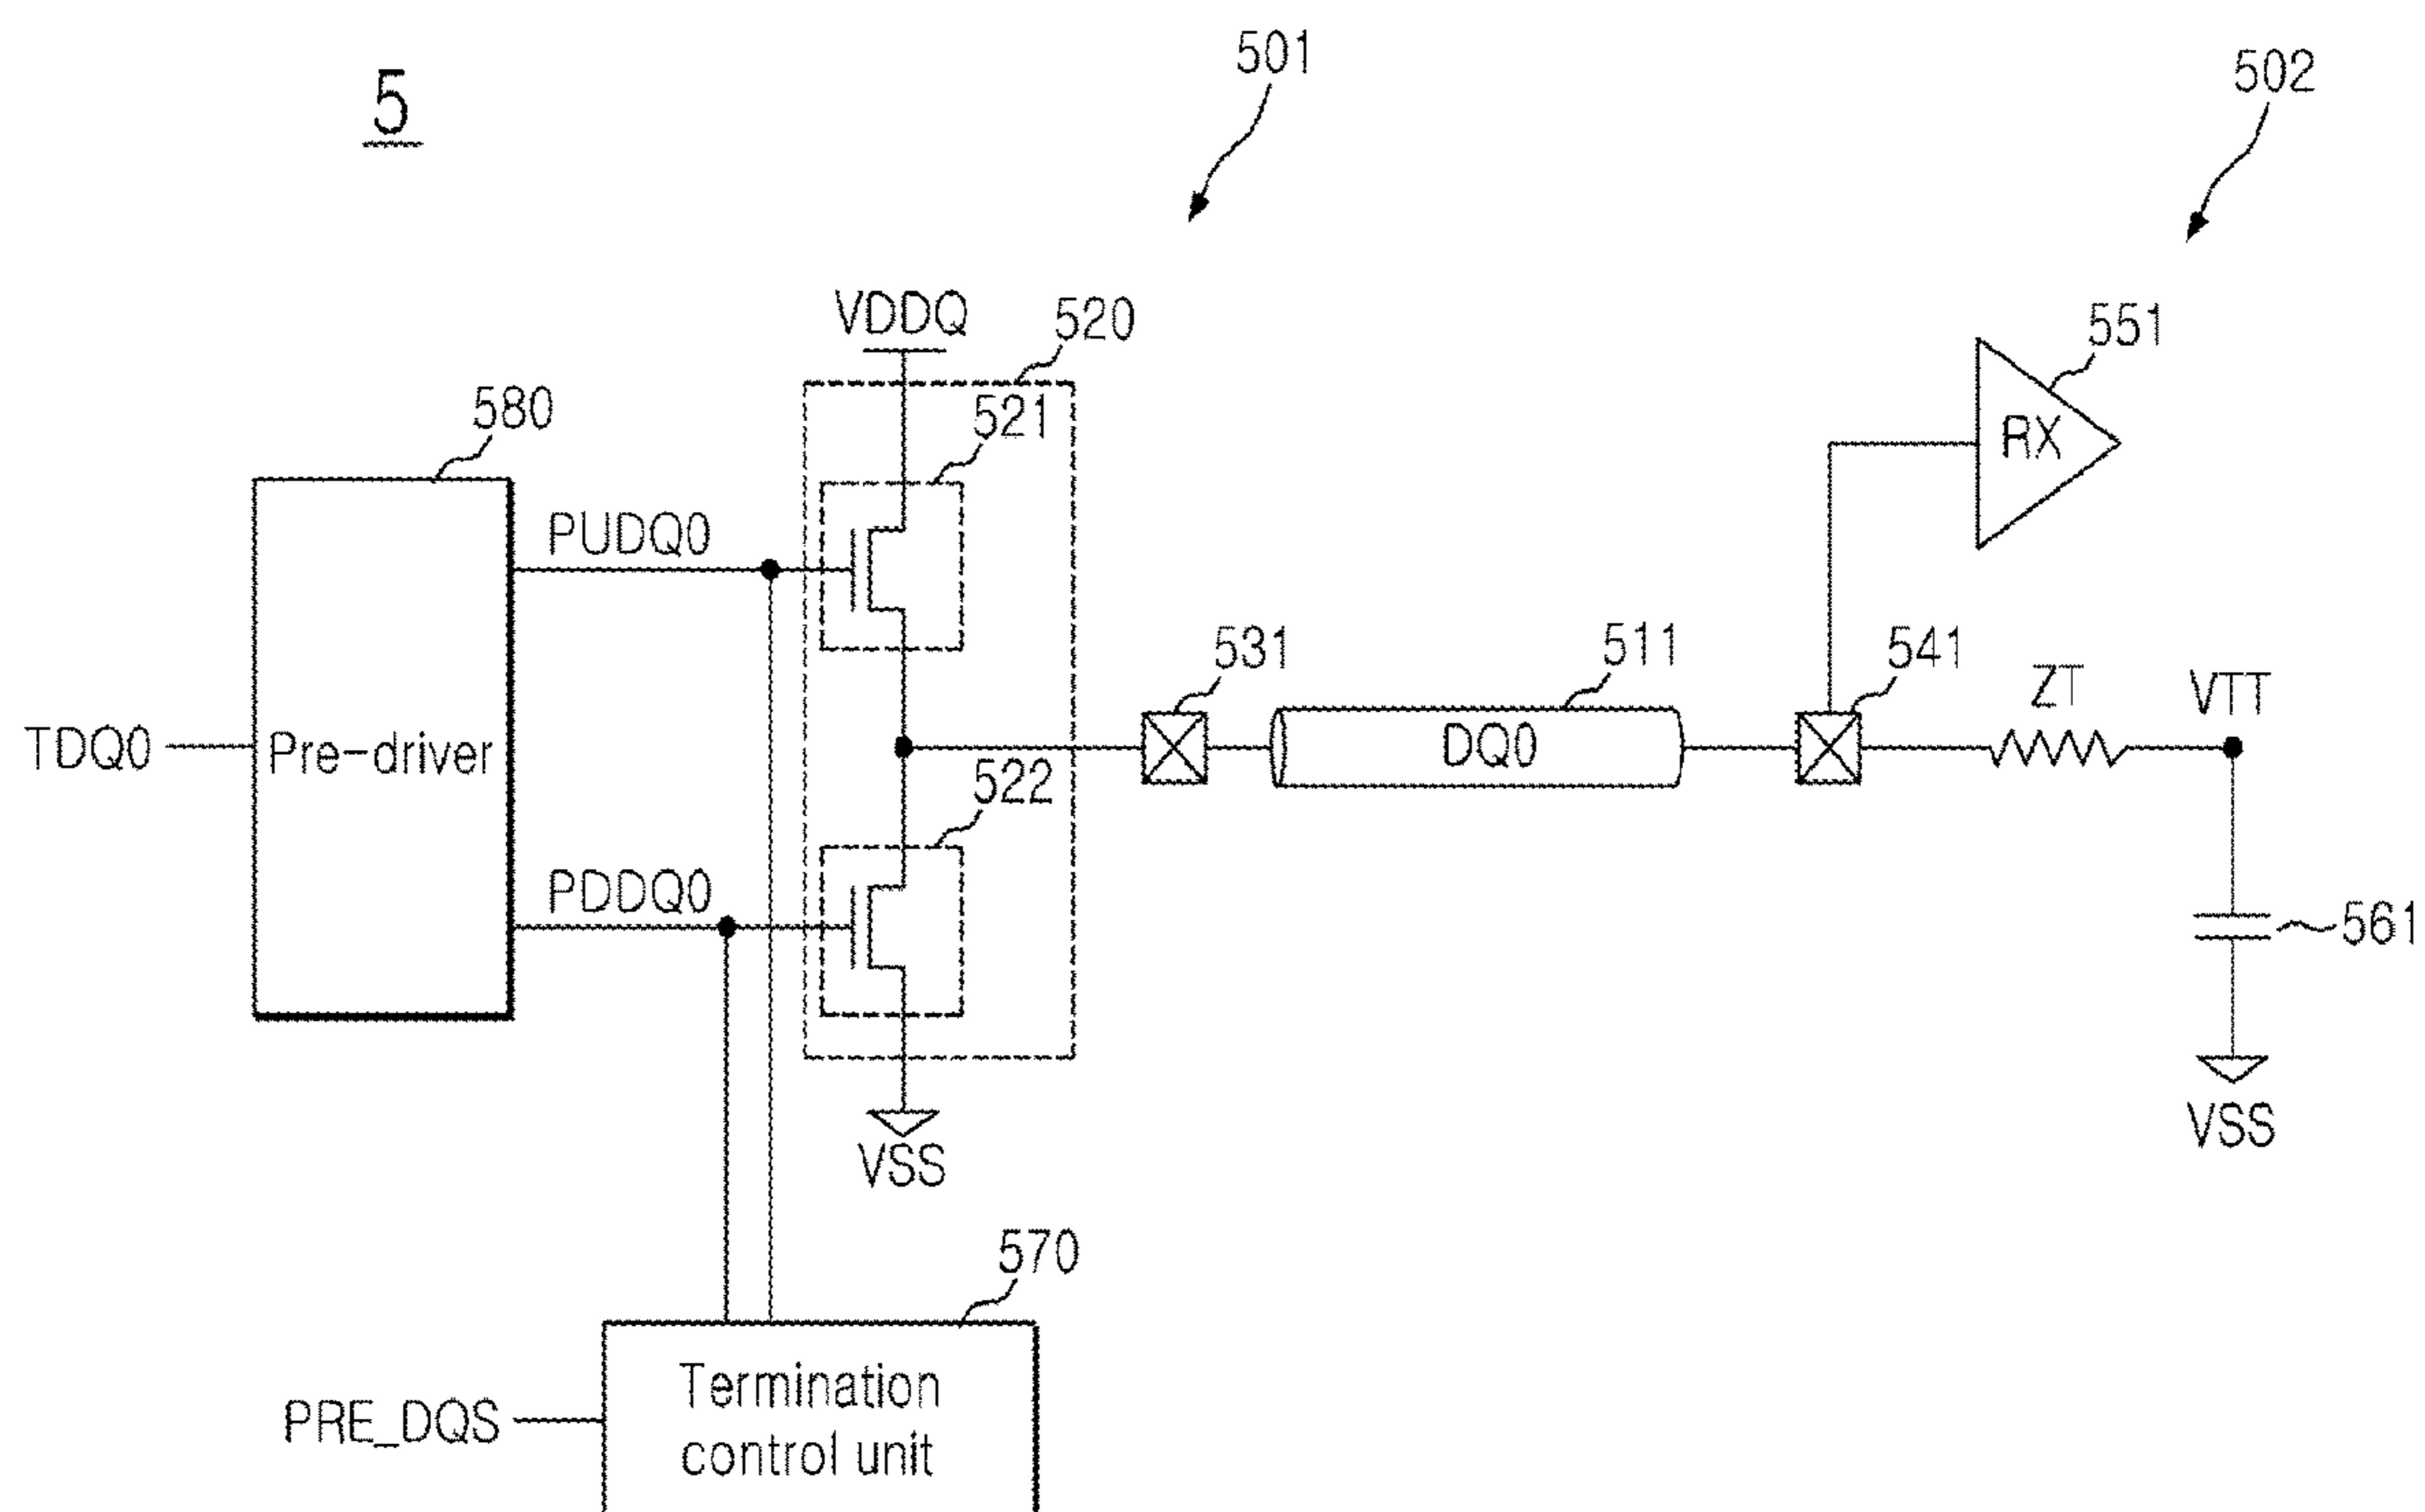 5
501
502
VDDQ
520
521
551
RX
580
PUDQ0
531
511
541
ZT
VTT
TDQ0
Pre-driver
DQ0
522
PDDQ0
561
VSS
VSS
570
PRE_DQS
Termination
control unit